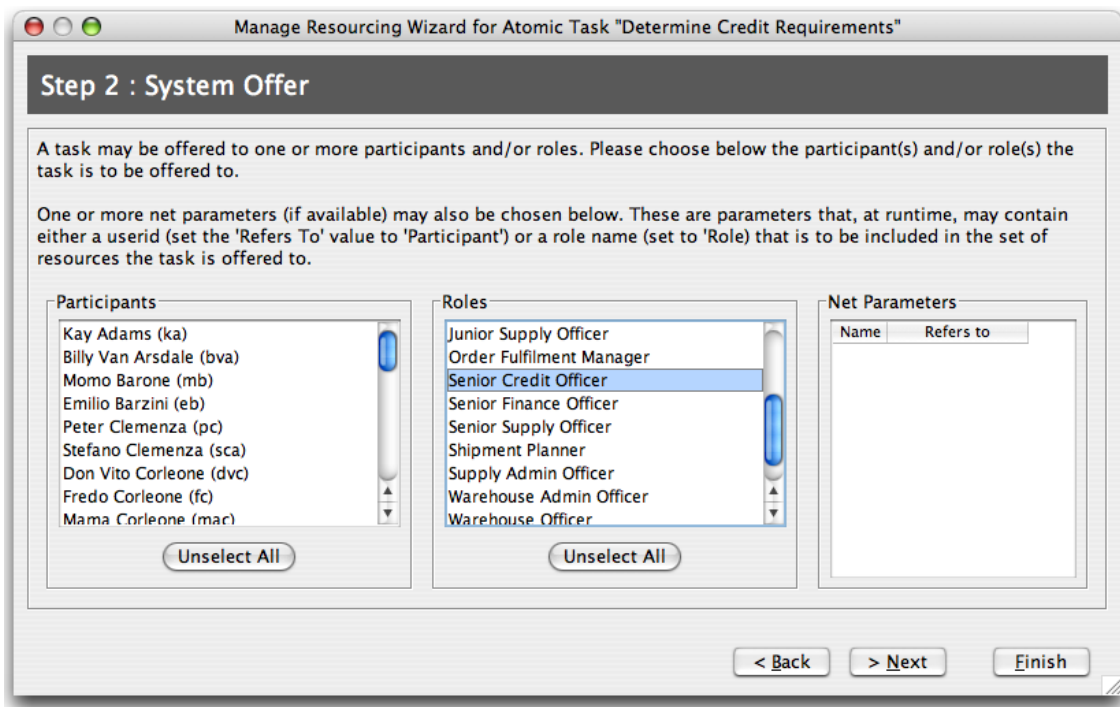 Manage Resourcing Wizard for Atomic Task "Determine Credit Requirements"
Step 2 : System Offer
A task may be offered to one or more participants and/or roles. Please choose below the participant(s) and/or role(s) the
task is to be offered to.
One or more net parameters (if available) may also be chosen below. These are parameters that, at runtime, may contain
either a userid (set the 'Refers To' value to 'Participant') or a role name (set to 'Role) that is to be included in the set of
resources the task is offered to.
Participants
Kay Adams (ka)
Billy Van Arsdale (bva)
Momo Barone (mb)
Emilio Barzini (eb)
Peter Clemenza (pc)
Stefano Clemenza (sca)
Don Vito Corleone (dvc)
Fredo Corleone (fc)
Mama Corleone (mac)
Unselect All
Roles
Junior Supply Officer
Order Fulfilment Manager
Senior Credit Officer
Senior Finance Officer
Senior Supply Officer
Shipment Planner
Supply Admin Officer
Warehouse Admin Officer
Warehouse Officer
Unselect All
Net Parameters
Name Refers to
< Back > Next Finish